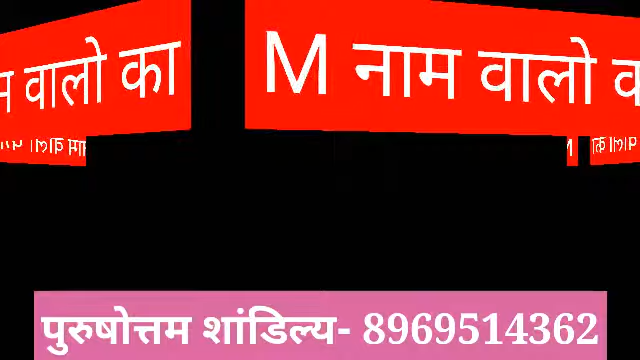 म वालो का
M नाम वालो क
पुरुषोत्तम शांडिल्य- 8969514362